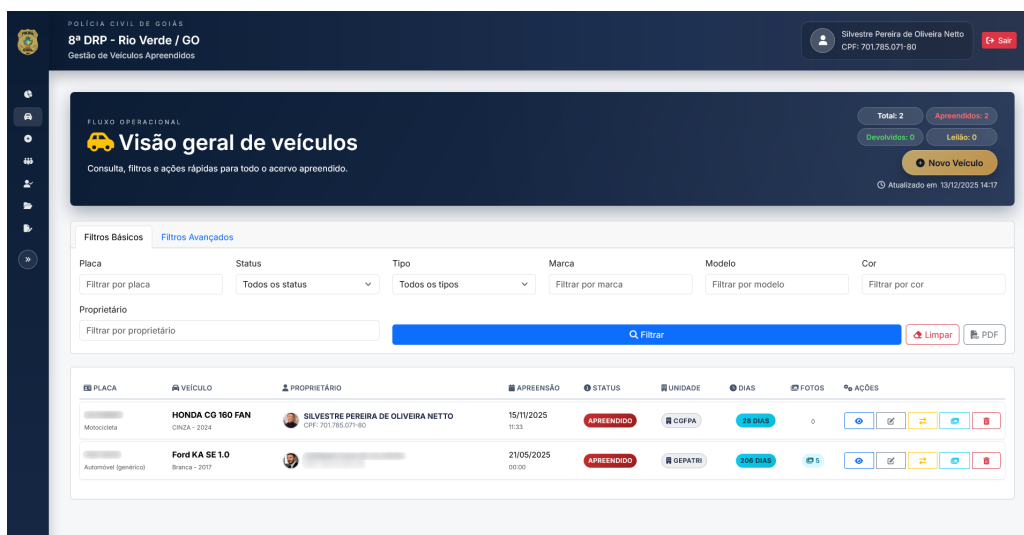 POLÍCIA CIVIL DE GOIÁS
8ª DRP - Rio Verde / GO
Gestão de Veículos Apreendidos
Silvestre Pereira de Oliveira Netto
CPF: 701.785.071-80
Sair
FLUXO OPERACIONAL
Visão geral de veículos
Consulta, filtros e ações rápidas para todo o acervo apreendido.
Total: 2
Apreendidos: 2
Devolvidos: 0
Leilão: 0
Novo Veículo
Atualizado em 13/12/2025 14:17
Filtros Básicos
Filtros Avançados
Placa Status Tipo Marca Modelo Cor
Filtrar por placa Todos os status Todos os tipos Filtrar por marca Filtrar por modelo Filtrar por cor
Proprietário
Filtrar por proprietário Filtrar Limpar PDF
PLACA VEÍCULO PROPRIETÁRIO APREENSÃO STATUS UNIDADE DIAS FOTOS AÇÕES
HONDA CG 160 FAN SILVESTRE PEREIRA DE OLIVEIRA NETTO 15/11/2025 APREENDIDO CGFPA 28 DIAS 0
Motocicleta CINZA - 2024 CPF: 701.785.071-80 11:33
Ford KA SE 1.0 21/05/2025 APREENDIDO GEPATRI 206 DIAS 5
Automóvel (genérico) Branca - 2017 00:00